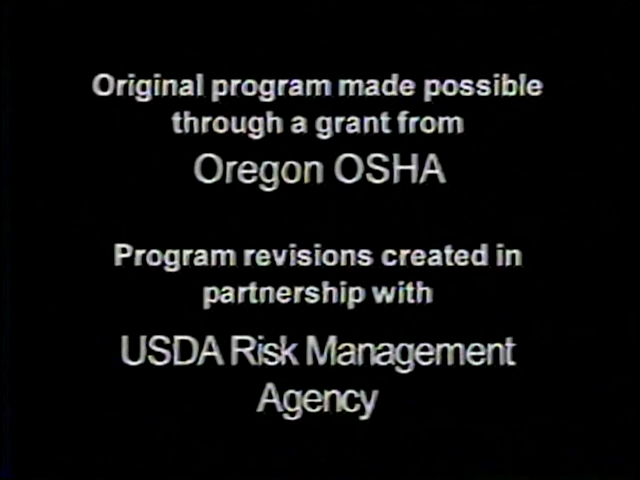 Original program made possible
through a grant from
Oregon OSHA
Program revisions created in
partnership with
USDA Risk Management
Agency